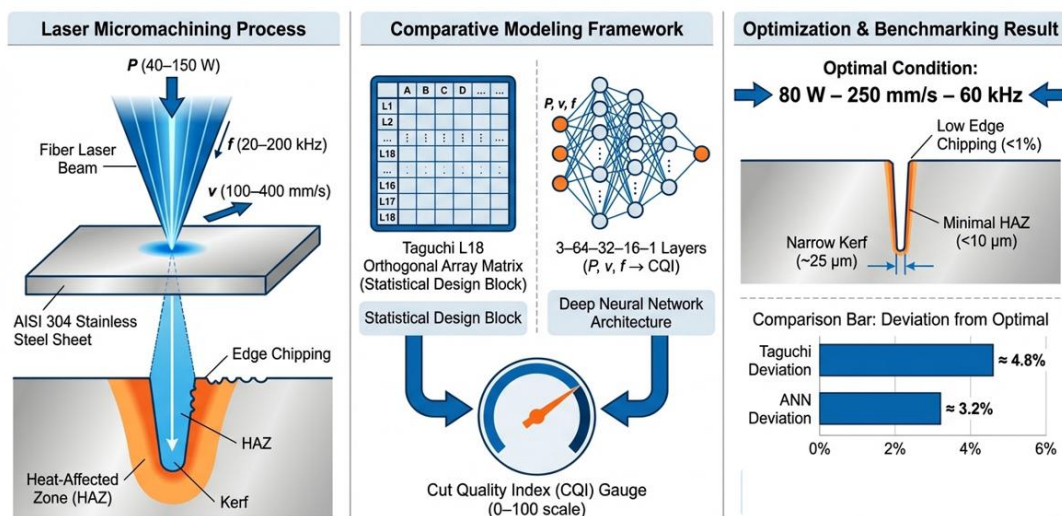 Laser Micromachining Process
P (40–150 W)
f (20–200 kHz)
Fiber Laser
Beam
v (100–400 mm/s)
AISI 304 Stainless
Steel Sheet
Edge Chipping
HAZ
Heat-Affected
Zone (HAZ)
Kerf
Comparative Modeling Framework
A B C D ... ...
L1
L2
...
L18
...
L16
L17
L18
P, v, f
Taguchi L18
Orthogonal Array Matrix
(Statistical Design Block)
3–64–32–16–1 Layers
(P, v, f → CQI)
Statistical Design Block
Deep Neural Network
Architecture
Cut Quality Index (CQI) Gauge
(0–100 scale)
Optimization & Benchmarking Result
Optimal Condition:
80 W – 250 mm/s – 60 kHz
Low Edge
Chipping (<1%)
Minimal HAZ
(<10 μm)
Narrow Kerf
(~25 μm)
Comparison Bar: Deviation from Optimal
Taguchi
Deviation
≈ 4.8%
ANN
Deviation
≈ 3.2%
0% 2% 4% 6%